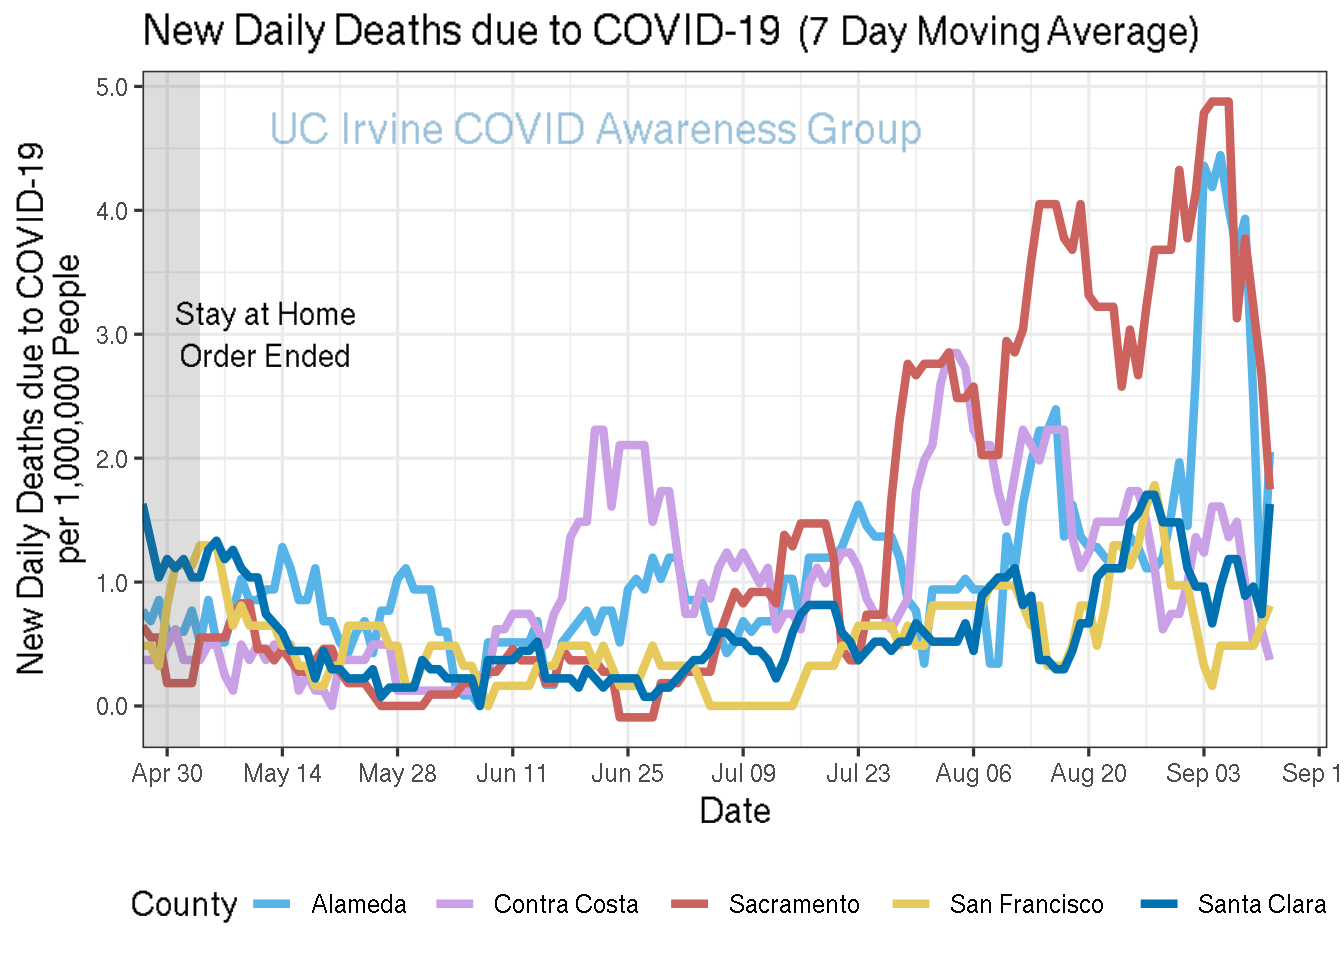 New Daily Deaths due to COVID-19 (7 Day Moving Average)
UC Irvine COVID Awareness Group
Stay at Home
Order Ended
New Daily Deaths due to COVID-19
per 1,000,000 People
5.0
4.0
3.0
2.0
1.0
0.0
Apr 30 May 14 May 28 Jun 11 Jun 25 Jul 09 Jul 23 Aug 06 Aug 20 Sep 03 Sep 1
Date
County Alameda Contra Costa Sacramento San Francisco Santa Clara